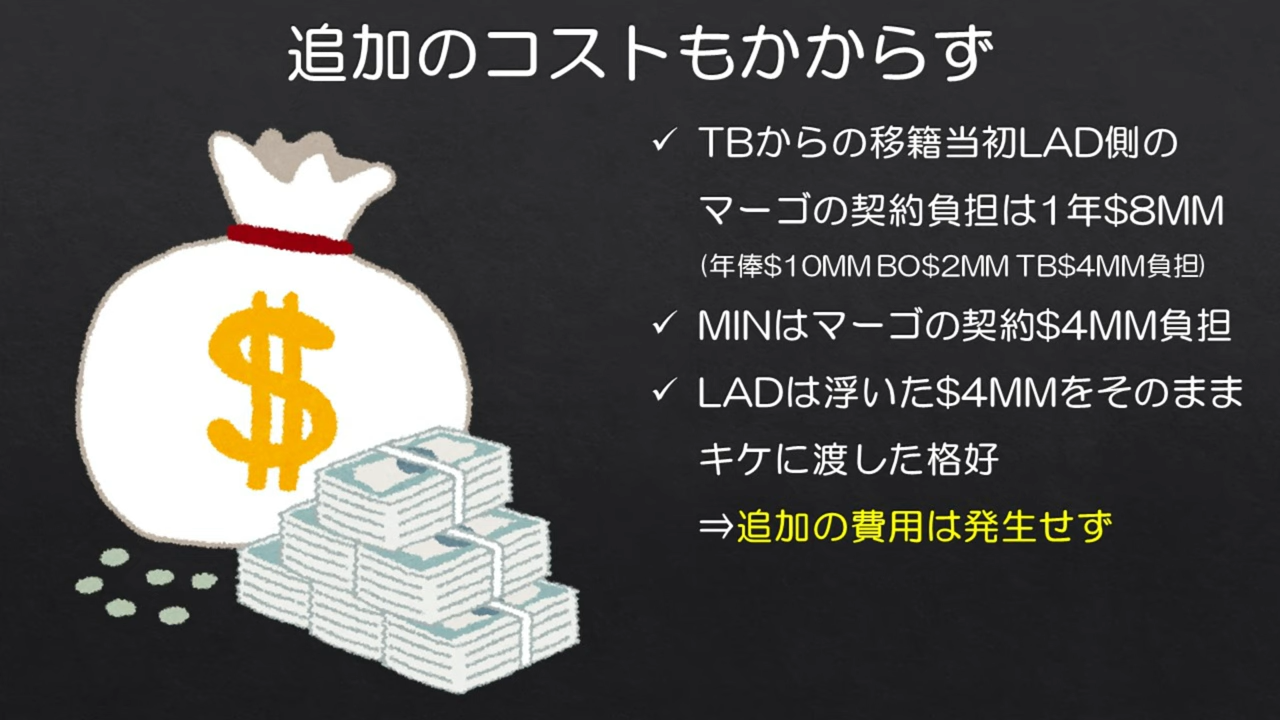 追加のコストもかからず
✓ TBからの移籍当初LAD側の
マーゴの契約負担は1年$8MM
(年俸$10MM BO$2MM TB$4MM負担)
✓ MINはマーゴの契約$4MM負担
✓ LADは浮いた$4MMをそのまま
キケに渡した格好
⇒追加の費用は発生せず
$